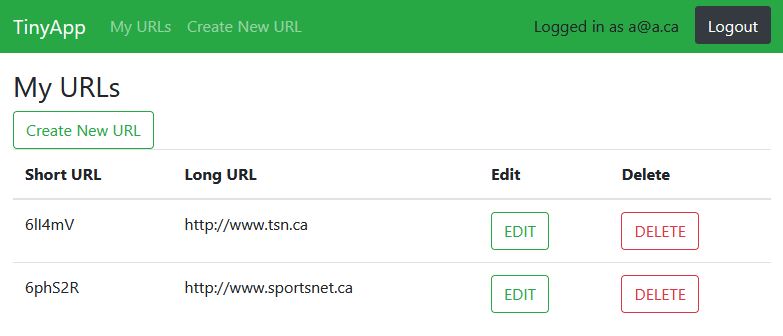 TinyApp My URLs Create New URL Logged in as a@a.ca Logout
My URLs
Create New URL
Short URL Long URL Edit Delete
6lI4mV http://www.tsn.ca EDIT DELETE
6phS2R http://www.sportsnet.ca EDIT DELETE